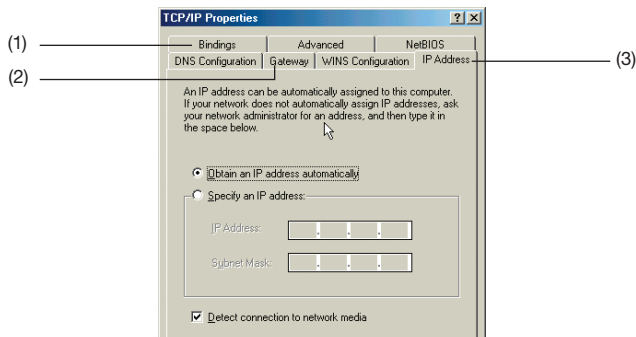 TCP/IP Properties
(1)
Bindings Advanced NetBIOS
(2)
DNS Configuration Gateway WINS Configuration IP Address
(3)
An IP address can be automatically assigned to this computer.
If your network does not automatically assign IP addresses, ask
your network administrator for an address, and then type it in
the space below.
Obtain an IP address automatically
Specify an IP address:
IP Address:
Subnet Mask:
Detect connection to network media